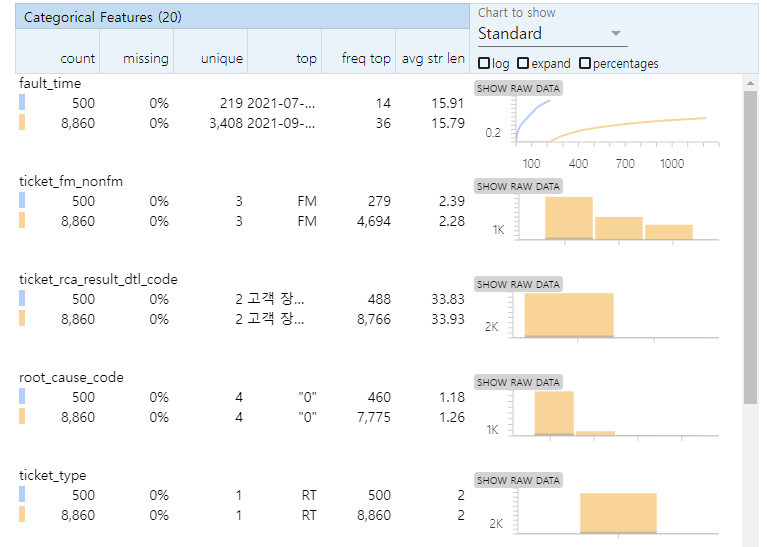 Categorical Features (20)
Chart to show
Standard
count missing unique top freq top avg str len
log expand percentages
fault_time
500 0% 219 2021-07-... 14 15.91
8,860 0% 3,408 2021-09-... 36 15.79
SHOW RAW DATA
0.2
100 400 700 1000
ticket_fm_nonfm
500 0% 3 FM 279 2.39
8,860 0% 3 FM 4,694 2.28
SHOW RAW DATA
1K
ticket_rca_result_dtl_code
500 0% 2 고객 장... 488 33.83
8,860 0% 2 고객 장... 8,766 33.93
SHOW RAW DATA
2K
root_cause_code
500 0% 4 "0" 460 1.18
8,860 0% 4 "0" 7,775 1.26
SHOW RAW DATA
1K
ticket_type
500 0% 1 RT 500 2
8,860 0% 1 RT 8,860 2
SHOW RAW DATA
2K